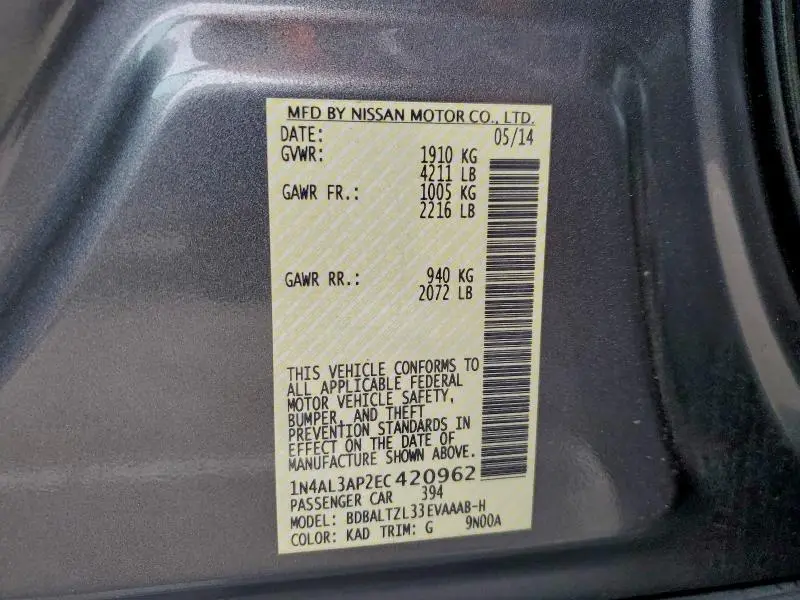 MFD BY NISSAN MOTOR CO., LTD.
DATE: 05/14
GVWR: 1910 KG
4211 LB
GAWR FR.: 1005 KG
2216 LB
GAWR RR.: 940 KG
2072 LB
THIS VEHICLE CONFORMS TO
ALL APPLICABLE FEDERAL
MOTOR VEHICLE SAFETY,
BUMPER, AND THEFT
PREVENTION STANDARDS IN
EFFECT ON THE DATE OF
MANUFACTURE SHOWN ABOVE.
1N4AL3AP2EC420962
PASSENGER CAR 394
MODEL: BDBALTZL33EVAAAB-H
COLOR: KAD TRIM: G 9N00A